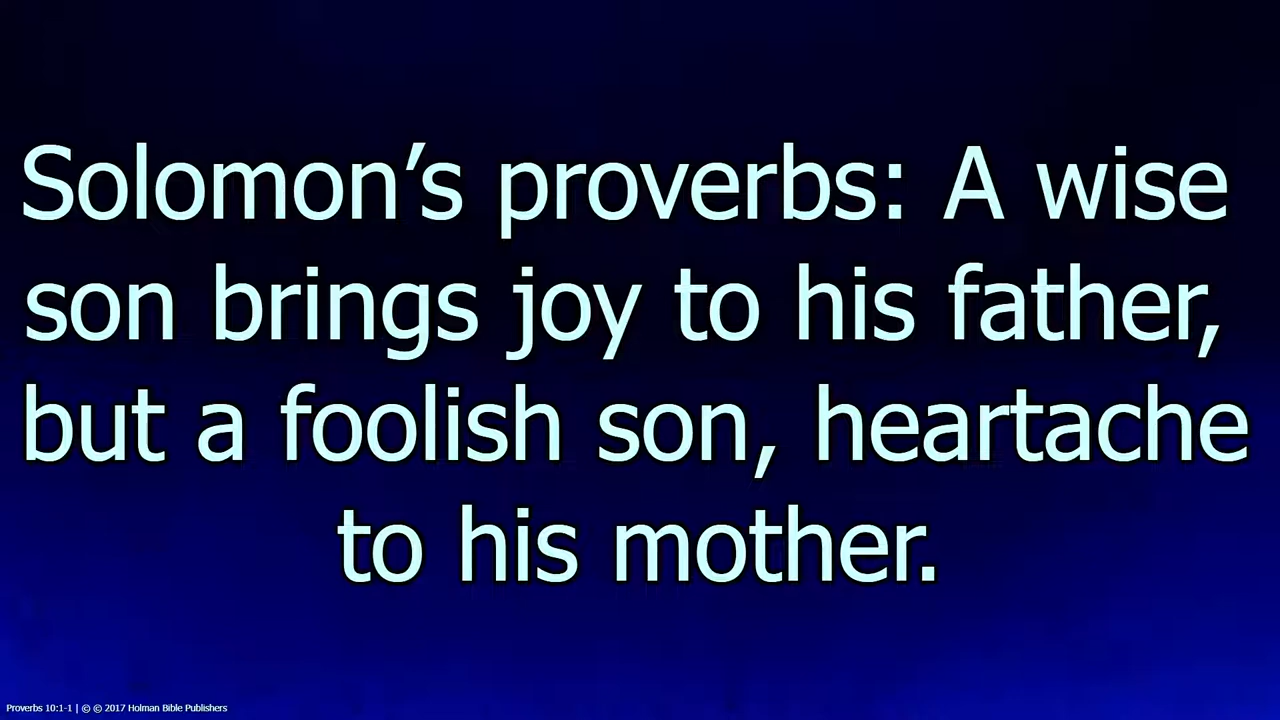 Solomon’s proverbs: A wise
son brings joy to his father,
but a foolish son, heartache
to his mother.
Proverbs 10:1-1 | © © 2017 Holman Bible Publishers